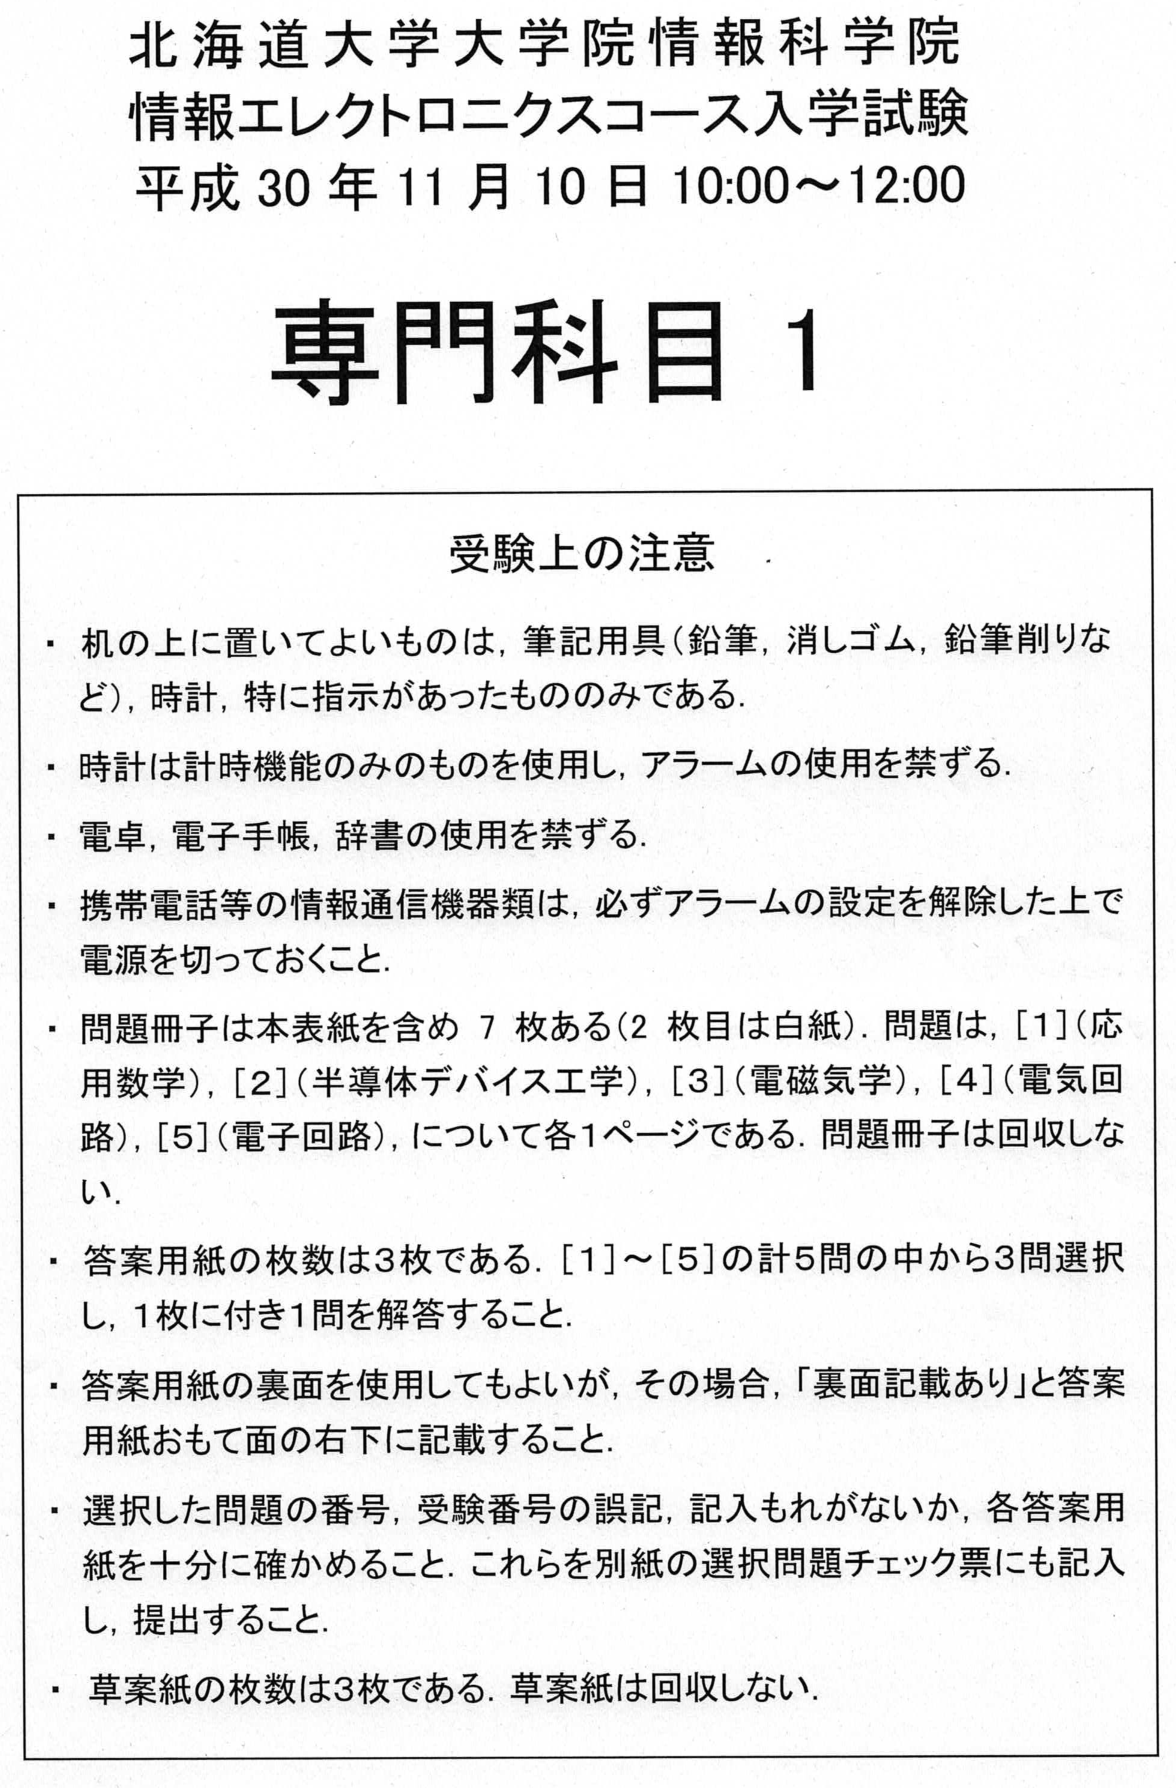 北海道大学大学院情報科学院
情報エレクトロニクスコース入学試験
平成 30 年 11 月 10 日 10:00～12:00
専門科目 1
受験上の注意
・ 机の上に置いてよいものは, 筆記用具(鉛筆, 消しゴム, 鉛筆削りな
ど), 時計, 特に指示があったもののみである.
・ 時計は計時機能のみのものを使用し, アラームの使用を禁ずる.
・ 電卓, 電子手帳, 辞書の使用を禁ずる.
・ 携帯電話等の情報通信機器類は, 必ずアラームの設定を解除した上で
電源を切っておくこと.
・ 問題冊子は本表紙を含め 7 枚ある(2 枚目は白紙). 問題は, [1](応
用数学), [2](半導体デバイス工学), [3](電磁気学), [4](電気回
路), [5](電子回路), について各1ページである. 問題冊子は回収しな
い.
・ 答案用紙の枚数は3枚である. [1]～[5]の計5問の中から3問選択
し, 1枚に付き1問を解答すること.
・ 答案用紙の裏面を使用してもよいが, その場合, 「裏面記載あり」と答案
用紙おもて面の右下に記載すること.
・ 選択した問題の番号, 受験番号の誤記, 記入もれがないか, 各答案用
紙を十分に確かめること. これらを別紙の選択問題チェック票にも記入
し, 提出すること.
・ 草案紙の枚数は3枚である. 草案紙は回収しない.